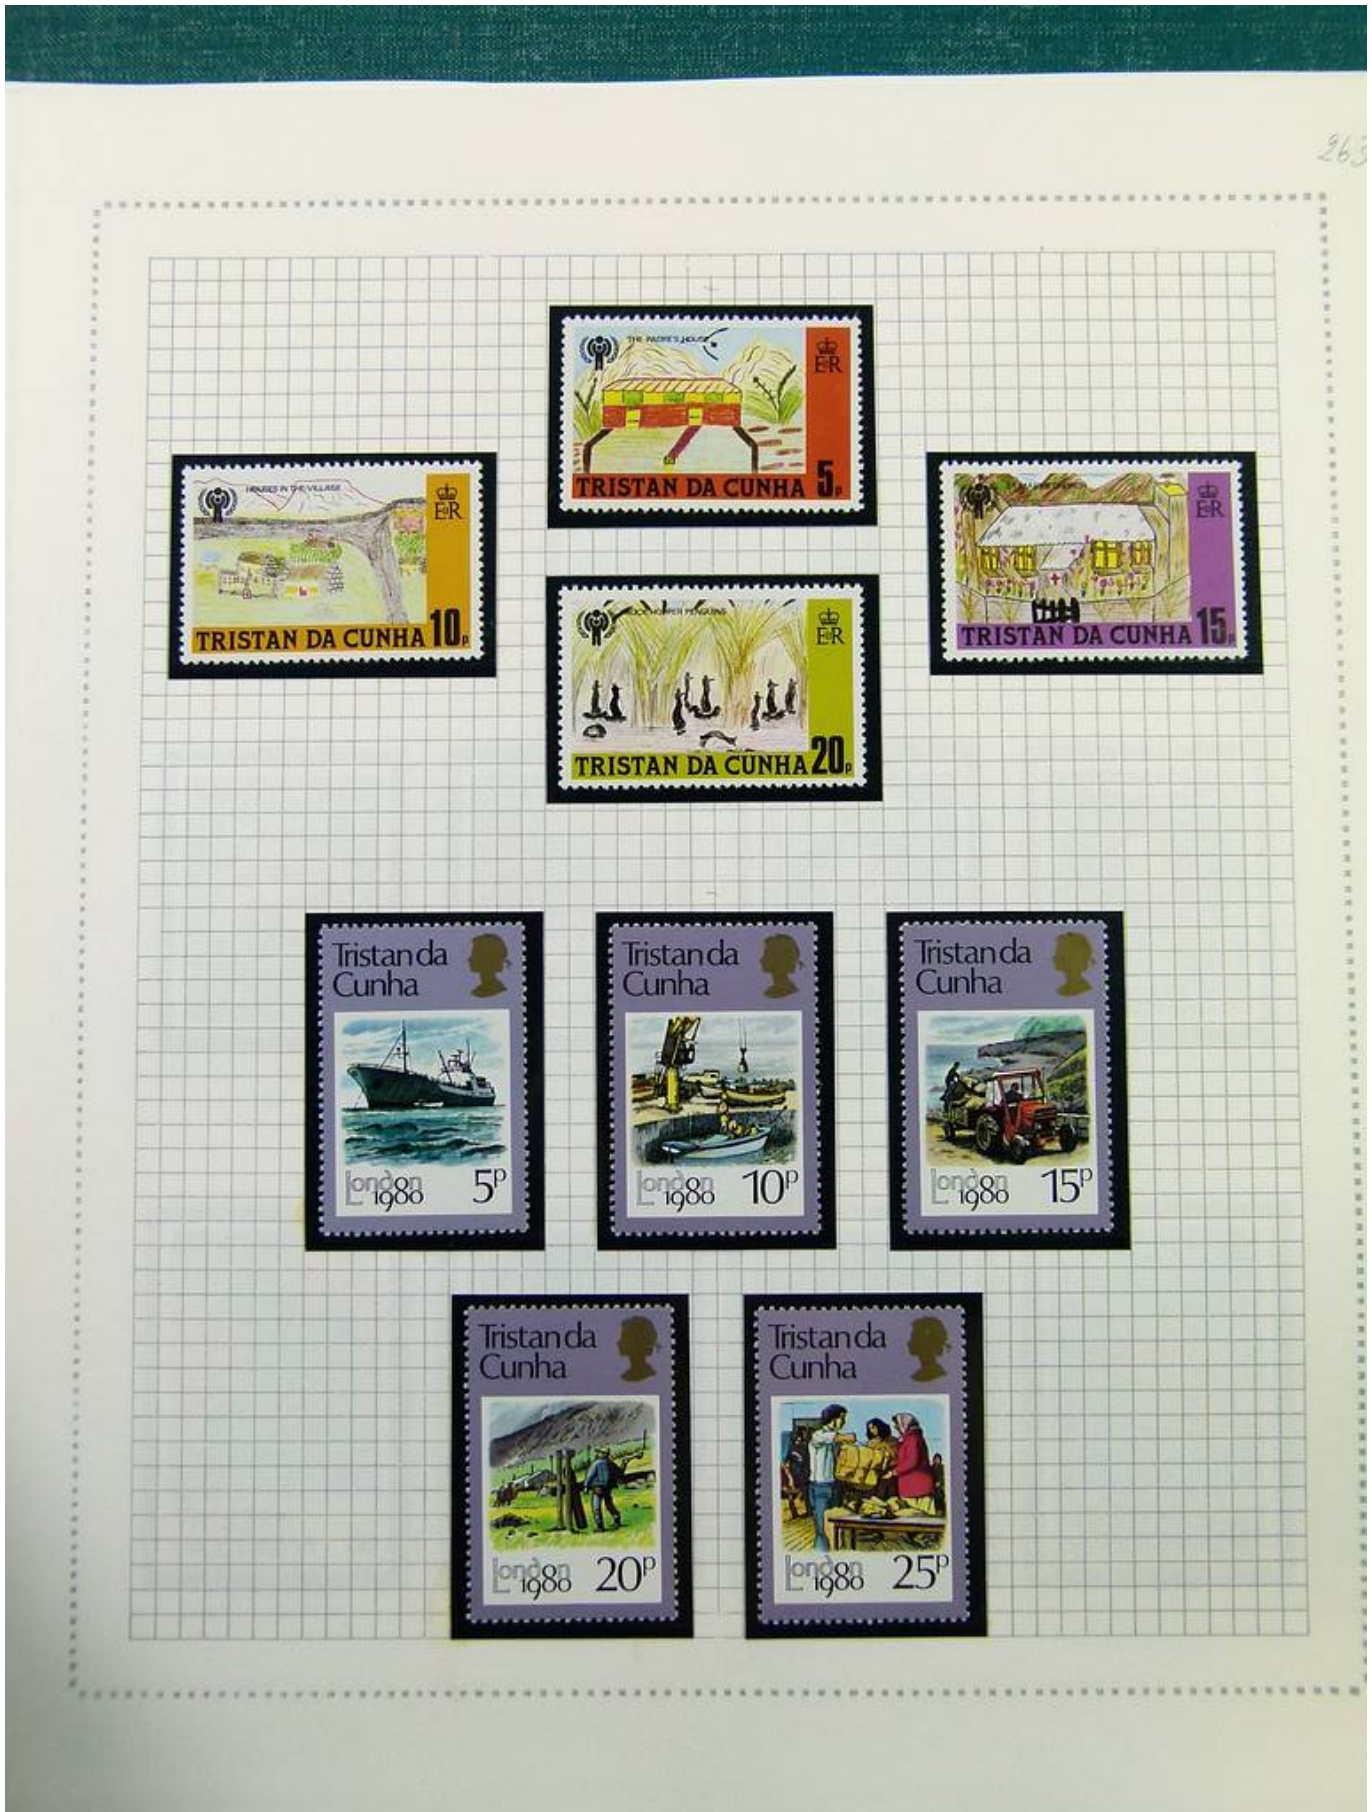 263
THE PADRE'S HOUSE
E R
TRISTAN DA CUNHA 5p
HOUSES IN THE VILLAGE
E R
TRISTAN DA CUNHA 10p
E R
TRISTAN DA CUNHA 15p
ROCK HOPPER PENGUINS
E R
TRISTAN DA CUNHA 20p
Tristan da
Cunha
London
1980 5p
Tristan da
Cunha
London
1980 10p
Tristan da
Cunha
London
1980 15p
Tristan da
Cunha
London
1980 20p
Tristan da
Cunha
London
1980 25p